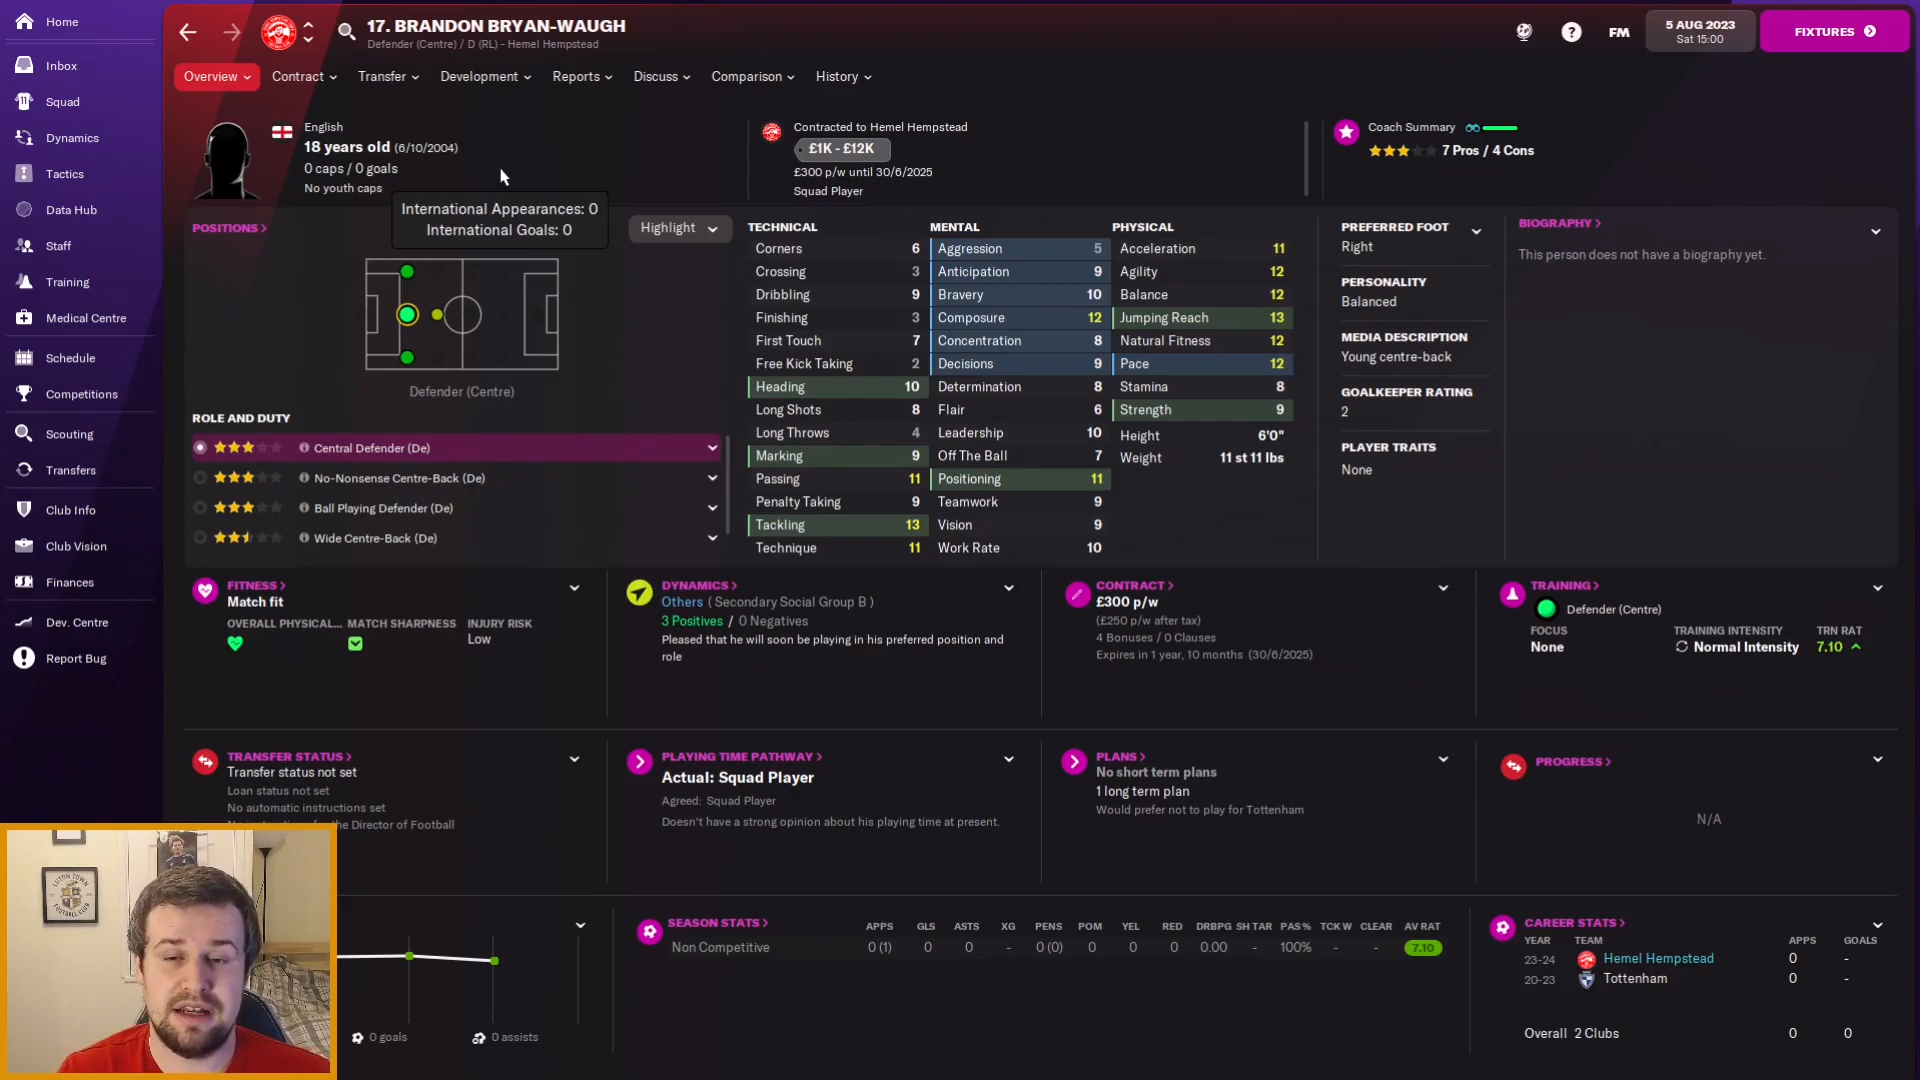 Home
Inbox
Squad
Dynamics
Tactics
Data Hub
Staff
Training
Medical Centre
Schedule
Competitions
Scouting
Transfers
Club Info
Club Vision
Finances
Dev. Centre
Report Bug
17. BRANDON BRYAN-WAUGH
Defender (Centre) / D (RL) - Hemel Hempstead
FM
5 AUG 2023
Sat 15:00
FIXTURES
Overview
Contract
Transfer
Development
Reports
Discuss
Comparison
History
English
18 years old (6/10/2004)
0 caps / 0 goals
No youth caps
International Appearances: 0
International Goals: 0
Contracted to Hemel Hempstead
£1K - £12K
£300 p/w until 30/6/2025
Squad Player
Coach Summary
7 Pros / 4 Cons
POSITIONS >
Highlight
Defender (Centre)
ROLE AND DUTY
Central Defender (De)
No-Nonsense Centre-Back (De)
Ball Playing Defender (De)
Wide Centre-Back (De)
TECHNICAL
Corners 6
Crossing 3
Dribbling 9
Finishing 3
First Touch 7
Free Kick Taking 2
Heading 10
Long Shots 8
Long Throws 4
Marking 9
Passing 11
Penalty Taking 9
Tackling 13
Technique 11
MENTAL
Aggression 5
Anticipation 9
Bravery 10
Composure 12
Concentration 8
Decisions 9
Determination 8
Flair 6
Leadership 10
Off The Ball 7
Positioning 11
Teamwork 9
Vision 9
Work Rate 10
PHYSICAL
Acceleration 11
Agility 12
Balance 12
Jumping Reach 13
Natural Fitness 12
Pace 12
Stamina 8
Strength 9
Height 6'0"
Weight 11 st 11 lbs
PREFERRED FOOT
Right
PERSONALITY
Balanced
MEDIA DESCRIPTION
Young centre-back
GOALKEEPER RATING
2
PLAYER TRAITS
None
BIOGRAPHY >
This person does not have a biography yet.
FITNESS >
Match fit
OVERALL PHYSICAL... MATCH SHARPNESS INJURY RISK
Low
DYNAMICS >
Others ( Secondary Social Group B )
3 Positives / 0 Negatives
Pleased that he will soon be playing in his preferred position and
role
CONTRACT >
£300 p/w
(£250 p/w after tax)
4 Bonuses / 0 Clauses
Expires in 1 year, 10 months (30/6/2025)
TRAINING >
Defender (Centre)
FOCUS TRAINING INTENSITY TRN RAT
None Normal Intensity 7.10
TRANSFER STATUS >
Transfer status not set
Loan status not set
No automatic instructions set
the Director of Football
PLAYING TIME PATHWAY >
Actual: Squad Player
Agreed: Squad Player
Doesn't have a strong opinion about his playing time at present.
PLANS >
No short term plans
1 long term plan
Would prefer not to play for Tottenham
PROGRESS >
N/A
0 goals
0 assists
SEASON STATS >
APPS GLS ASTS XG PENS POM YEL RED DRBPG SH TAR PAS % TCK W CLEAR AV RAT
Non Competitive 0 (1) 0 0 - 0 (0) 0 0 0 0.00 - 100% - - 7.10
CAREER STATS >
YEAR TEAM APPS GOALS
23-24 Hemel Hempstead 0 -
20-23 Tottenham 0 -
Overall 2 Clubs 0 0
LUTON TOWN